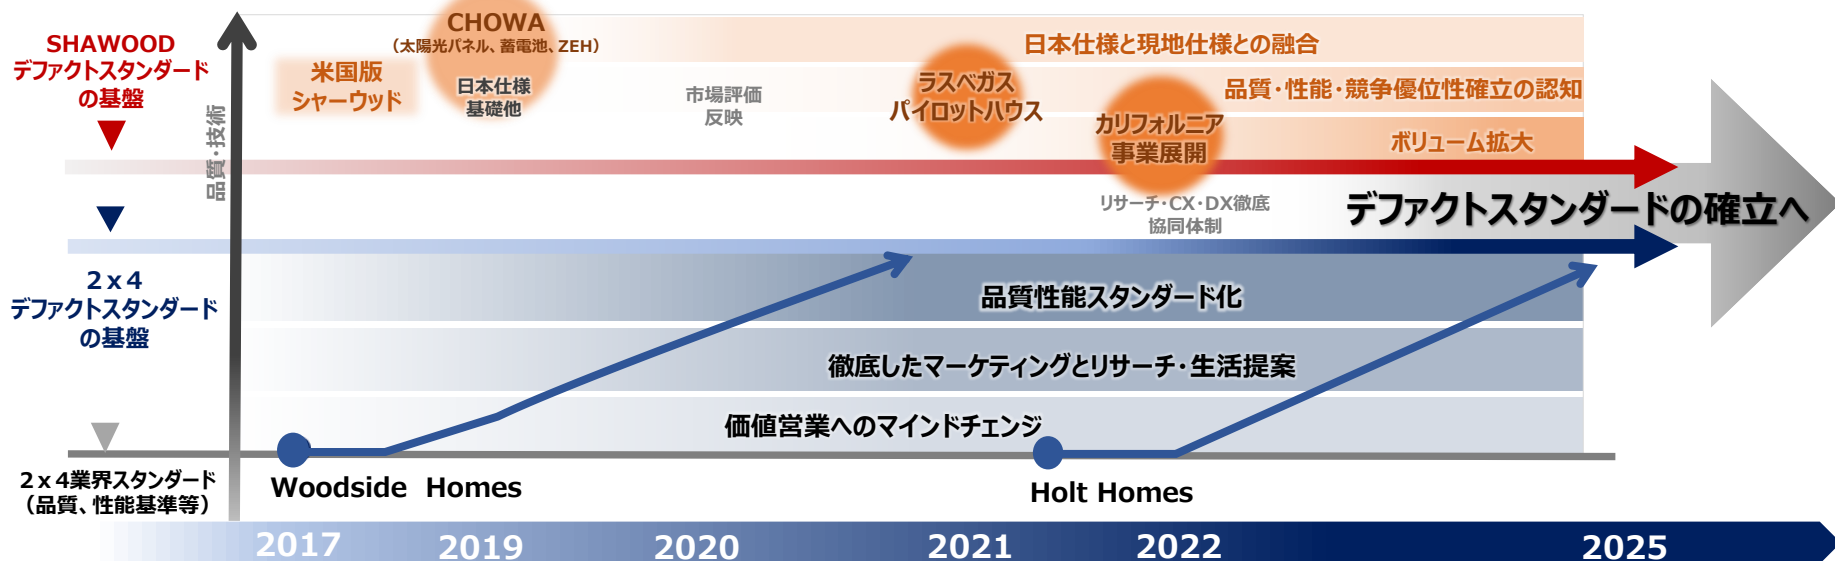 SHAWOOD
デファクトスタンダード
の基盤
2x4
デファクトスタンダード
の基盤
2x4業界スタンダード
（品質、性能基準等）
品質・技術
米国版
シャーウッド
CHOWA
（太陽光パネル、蓄電池、ZEH）
日本仕様
基礎他
市場評価
反映
ラスベガス
パイロットハウス
カリフォルニア
事業展開
日本仕様と現地仕様との融合
品質・性能・競争優位性確立の認知
ボリューム拡大
リサーチ・CX・DX徹底
協同体制
デファクトスタンダードの確立へ
品質性能スタンダード化
徹底したマーケティングとリサーチ・生活提案
価値営業へのマインドチェンジ
Woodside Homes
Holt Homes
2017
2019
2020
2021
2022
2025